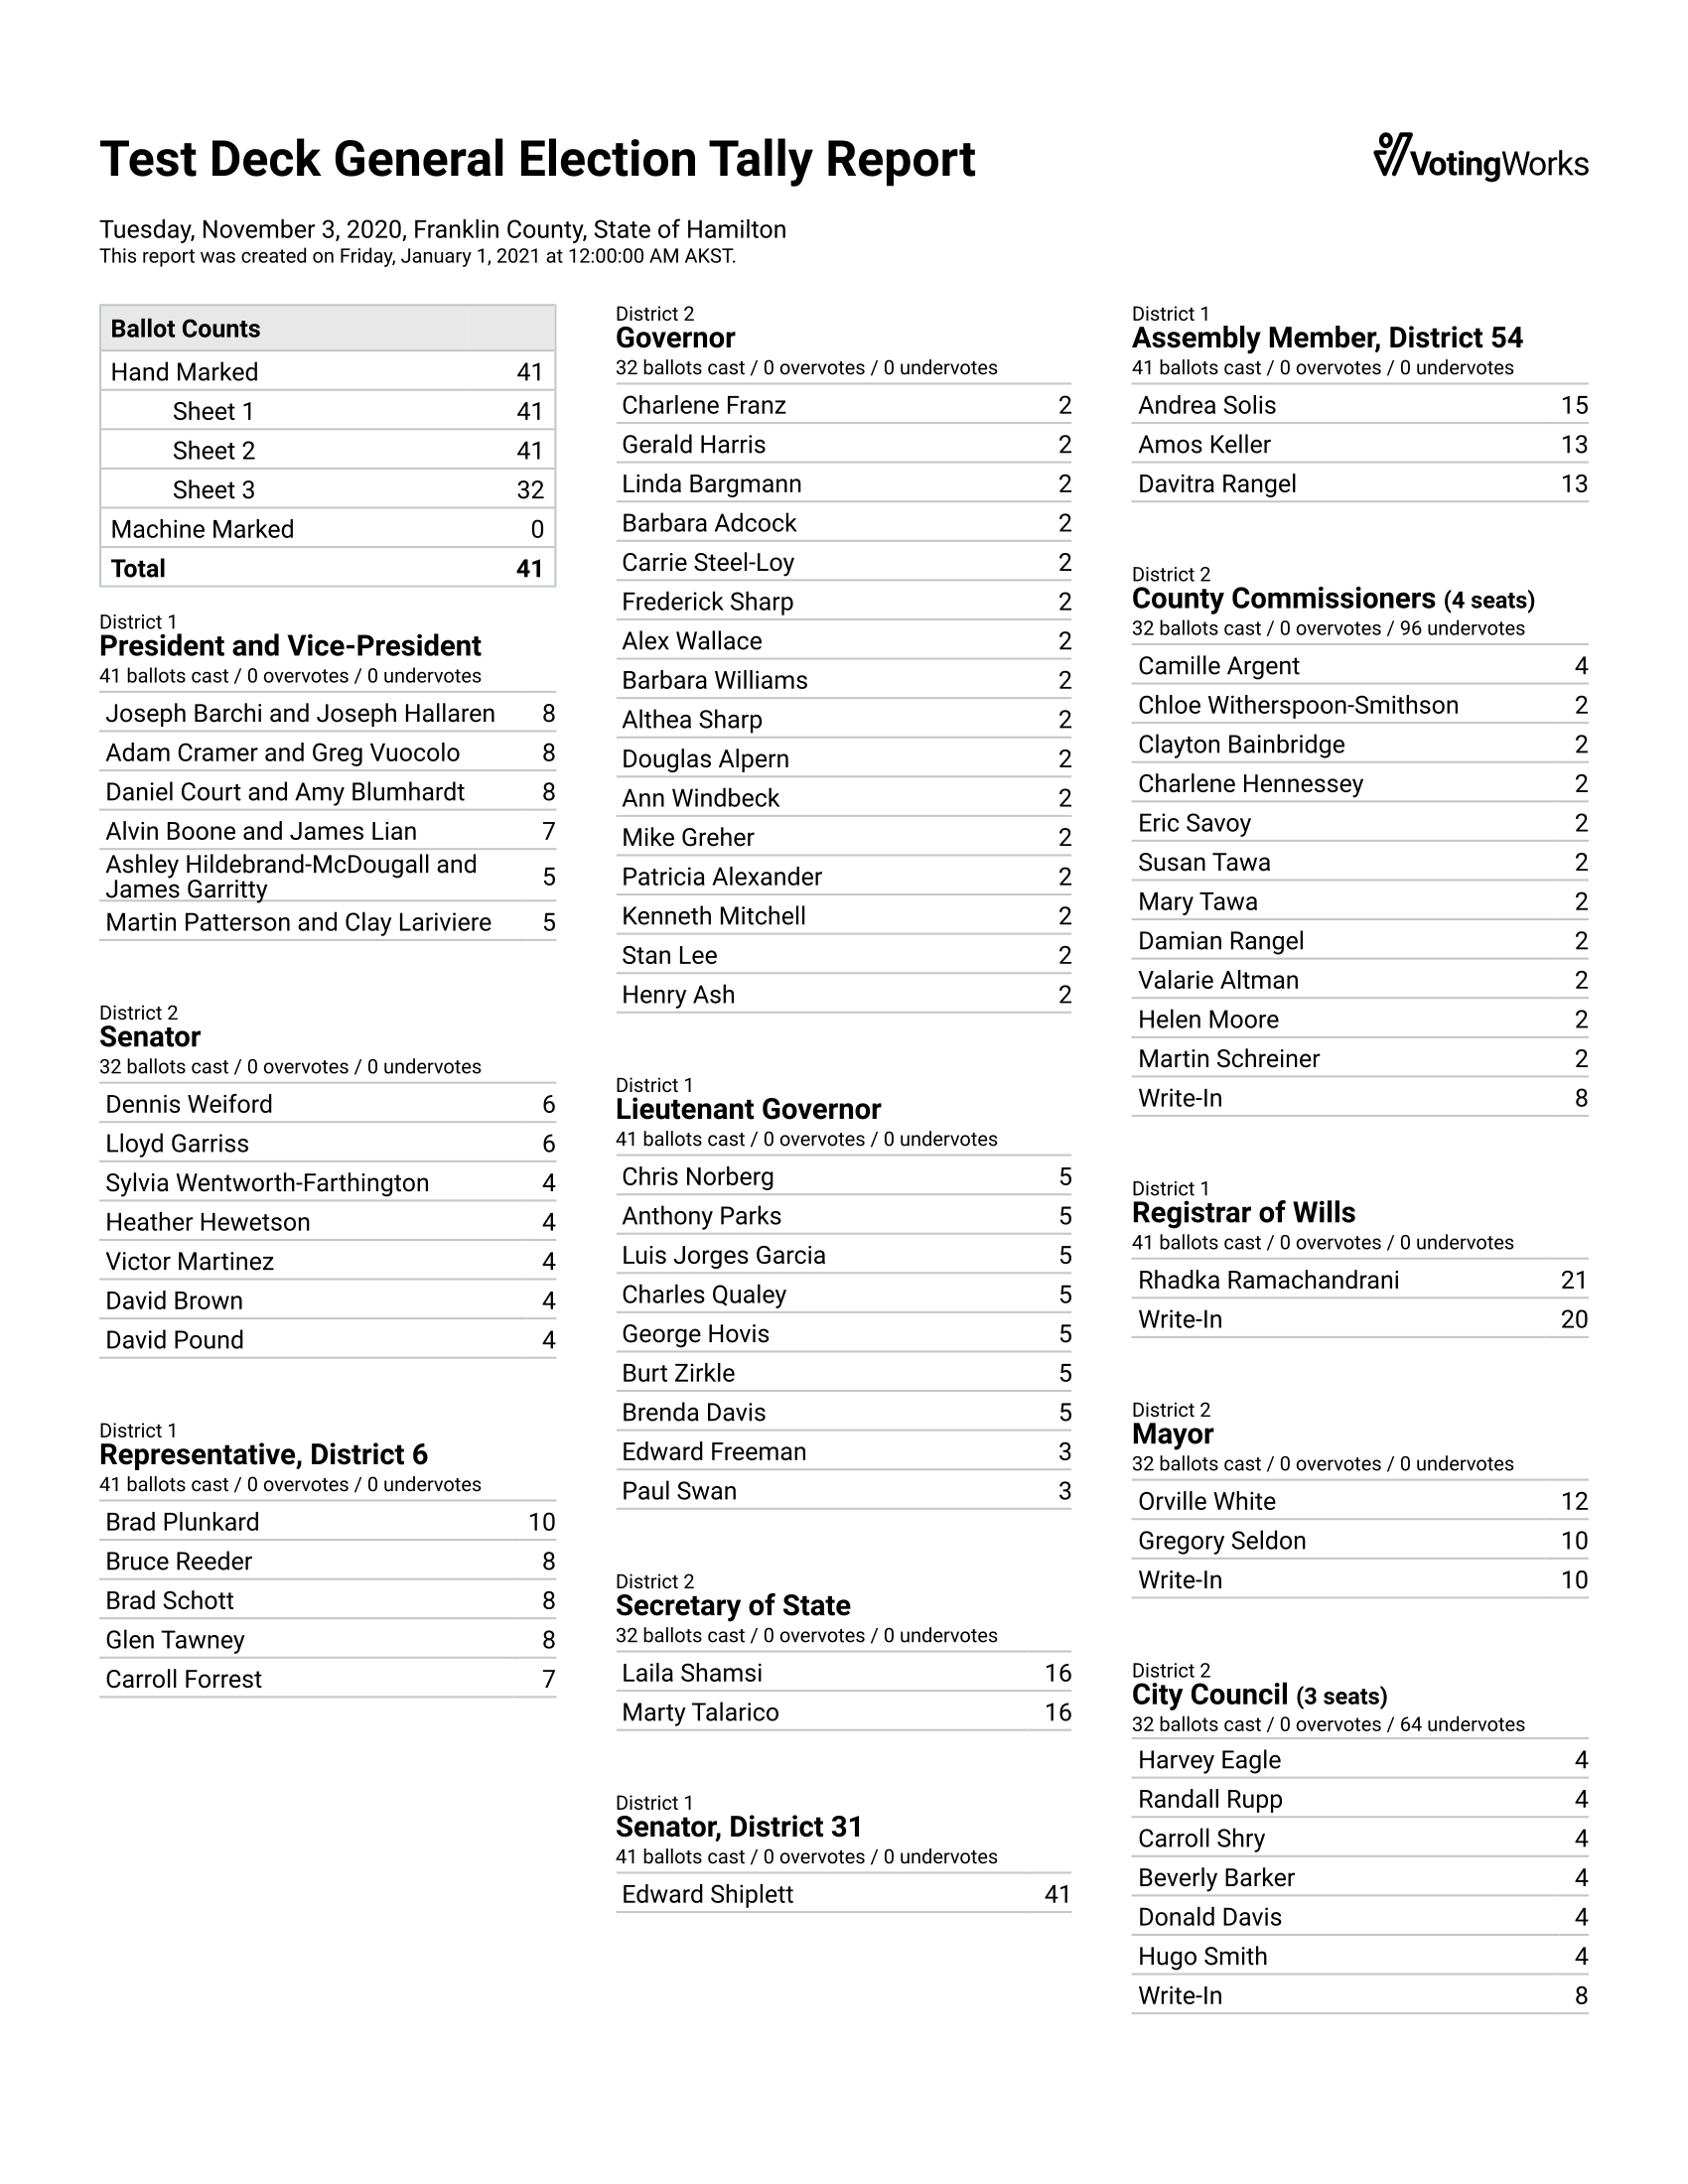 Test Deck General Election Tally Report
VotingWorks
Tuesday, November 3, 2020, Franklin County, State of Hamilton
This report was created on Friday, January 1, 2021 at 12:00:00 AM AKST.
Ballot Counts
Hand Marked 41
Sheet 1 41
Sheet 2 41
Sheet 3 32
Machine Marked 0
Total 41
District 1
President and Vice-President
41 ballots cast / 0 overvotes / 0 undervotes
Joseph Barchi and Joseph Hallaren 8
Adam Cramer and Greg Vuocolo 8
Daniel Court and Amy Blumhardt 8
Alvin Boone and James Lian 7
Ashley Hildebrand-McDougall and
James Garritty 5
Martin Patterson and Clay Lariviere 5
District 2
Senator
32 ballots cast / 0 overvotes / 0 undervotes
Dennis Weiford 6
Lloyd Garriss 6
Sylvia Wentworth-Farthington 4
Heather Hewetson 4
Victor Martinez 4
David Brown 4
David Pound 4
District 1
Representative, District 6
41 ballots cast / 0 overvotes / 0 undervotes
Brad Plunkard 10
Bruce Reeder 8
Brad Schott 8
Glen Tawney 8
Carroll Forrest 7
District 2
Governor
32 ballots cast / 0 overvotes / 0 undervotes
Charlene Franz 2
Gerald Harris 2
Linda Bargmann 2
Barbara Adcock 2
Carrie Steel-Loy 2
Frederick Sharp 2
Alex Wallace 2
Barbara Williams 2
Althea Sharp 2
Douglas Alpern 2
Ann Windbeck 2
Mike Greher 2
Patricia Alexander 2
Kenneth Mitchell 2
Stan Lee 2
Henry Ash 2
District 1
Lieutenant Governor
41 ballots cast / 0 overvotes / 0 undervotes
Chris Norberg 5
Anthony Parks 5
Luis Jorges Garcia 5
Charles Qualey 5
George Hovis 5
Burt Zirkle 5
Brenda Davis 5
Edward Freeman 3
Paul Swan 3
District 2
Secretary of State
32 ballots cast / 0 overvotes / 0 undervotes
Laila Shamsi 16
Marty Talarico 16
District 1
Senator, District 31
41 ballots cast / 0 overvotes / 0 undervotes
Edward Shiplett 41
District 1
Assembly Member, District 54
41 ballots cast / 0 overvotes / 0 undervotes
Andrea Solis 15
Amos Keller 13
Davitra Rangel 13
District 2
County Commissioners (4 seats)
32 ballots cast / 0 overvotes / 96 undervotes
Camille Argent 4
Chloe Witherspoon-Smithson 2
Clayton Bainbridge 2
Charlene Hennessey 2
Eric Savoy 2
Susan Tawa 2
Mary Tawa 2
Damian Rangel 2
Valarie Altman 2
Helen Moore 2
Martin Schreiner 2
Write-In 8
District 1
Registrar of Wills
41 ballots cast / 0 overvotes / 0 undervotes
Rhadka Ramachandrani 21
Write-In 20
District 2
Mayor
32 ballots cast / 0 overvotes / 0 undervotes
Orville White 12
Gregory Seldon 10
Write-In 10
District 2
City Council (3 seats)
32 ballots cast / 0 overvotes / 64 undervotes
Harvey Eagle 4
Randall Rupp 4
Carroll Shry 4
Beverly Barker 4
Donald Davis 4
Hugo Smith 4
Write-In 8